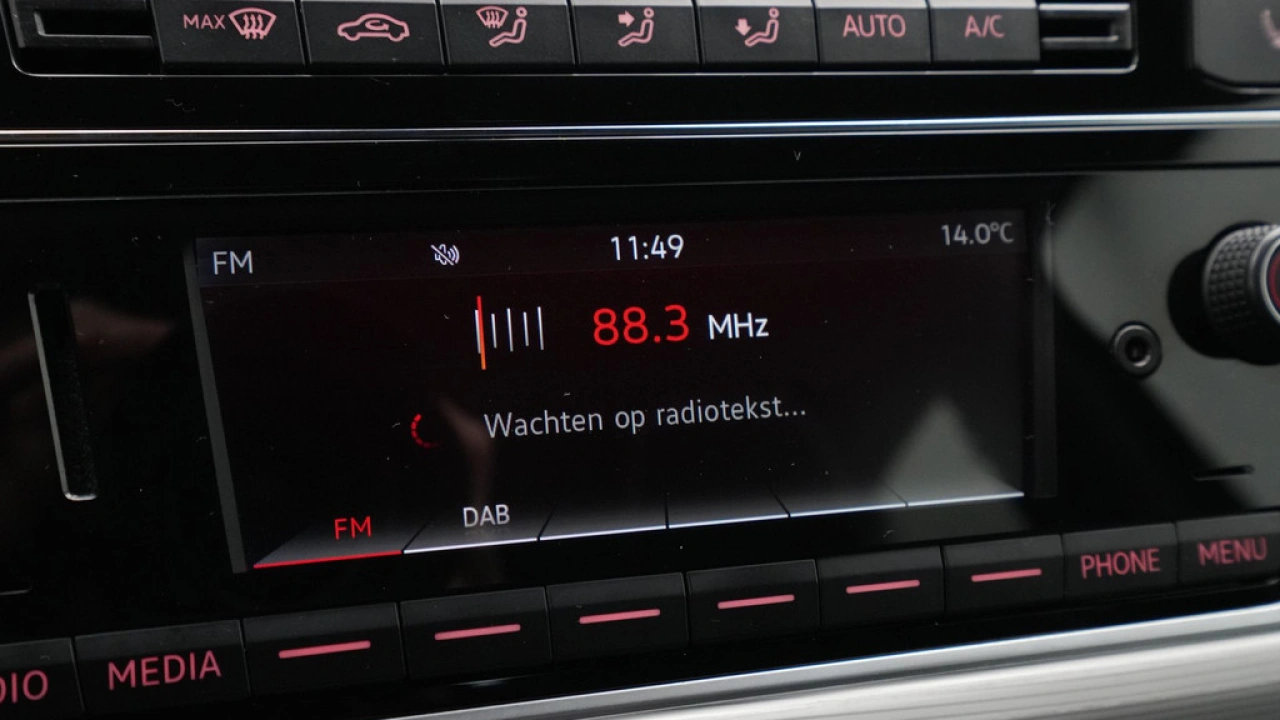 MAX
AUTO
A/C
FM
11:49
14.0°C
88.3 MHz
Wachten op radiotekst...
FM
DAB
DIO
MEDIA
PHONE
MENU